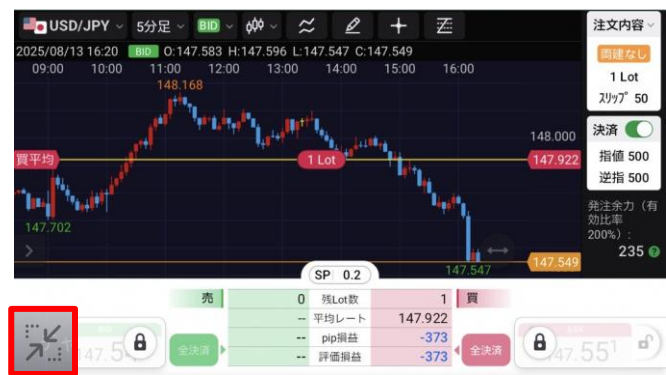 USD/JPY 5分足 BID
注文内容
2025/08/13 16:20 BID O:147.583 H:147.596 L:147.547 C:147.549
09:00 10:00 11:00 12:00 13:00 14:00 15:00 16:00
両建なし
1 Lot
ｽﾘｯﾌﾟ 50
148.168
148.000
決済
買平均 1 Lot 147.922
指値 500
逆指 500
147.702
発注余力（有
効比率
200%）:
235
147.549
147.547
SP 0.2
売 0 残Lot数 1 買
-- 平均レート 147.922
-- pip損益 -373
全決済 -- 評価損益 -373 全決済
147.55¹